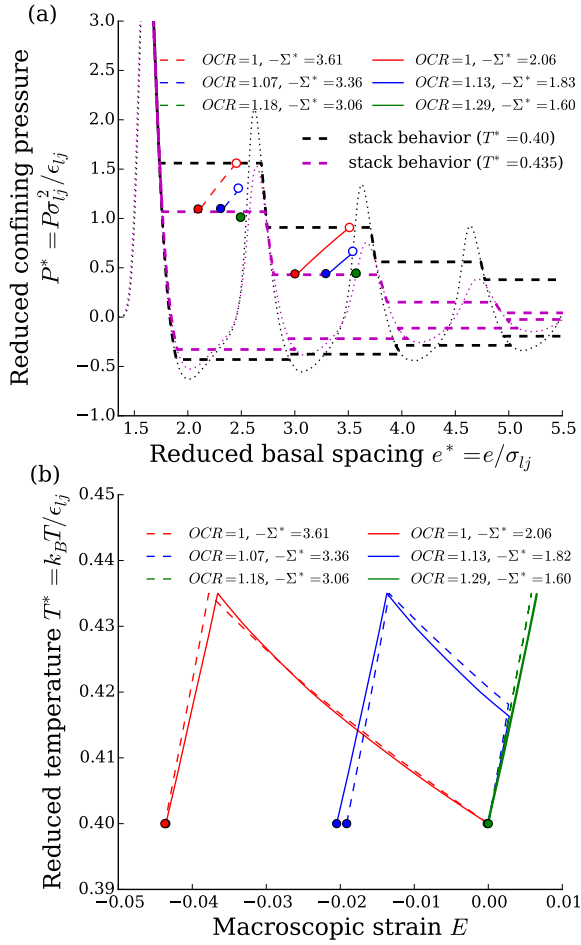 (a)
Reduced confining pressure
P* = Pσ²_lj/ϵ_lj
3.0
2.5
2.0
1.5
1.0
0.5
0.0
−0.5
−1.0
OCR=1, −Σ*=3.61
OCR=1.07, −Σ*=3.36
OCR=1.18, −Σ*=3.06
OCR=1, −Σ*=2.06
OCR=1.13, −Σ*=1.83
OCR=1.29, −Σ*=1.60
stack behavior (T* =0.40)
stack behavior (T* =0.435)
1.5 2.0 2.5 3.0 3.5 4.0 4.5 5.0 5.5
Reduced basal spacing e* = e/σ_lj
(b)
Reduced temperature T* = k_BT/ϵ_lj
0.45
0.44
0.43
0.42
0.41
0.40
0.39
OCR=1, −Σ*=3.61
OCR=1.07, −Σ*=3.36
OCR=1.18, −Σ*=3.06
OCR=1, −Σ*=2.06
OCR=1.13, −Σ*=1.82
OCR=1.29, −Σ*=1.60
−0.05 −0.04 −0.03 −0.02 −0.01 0.00 0.01
Macroscopic strain E